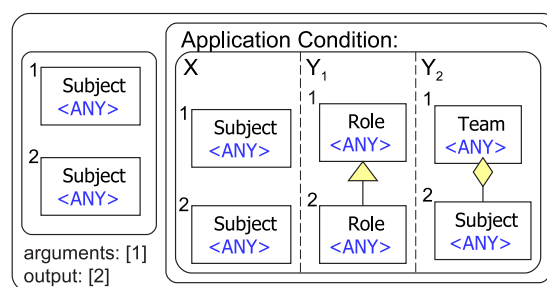 Application Condition:
1
Subject
<ANY>
2
Subject
<ANY>
arguments: [1]
output: [2]
X
1
Subject
<ANY>
2
Subject
<ANY>
Y1
1
Role
<ANY>
2
Role
<ANY>
Y2
1
Team
<ANY>
2
Subject
<ANY>